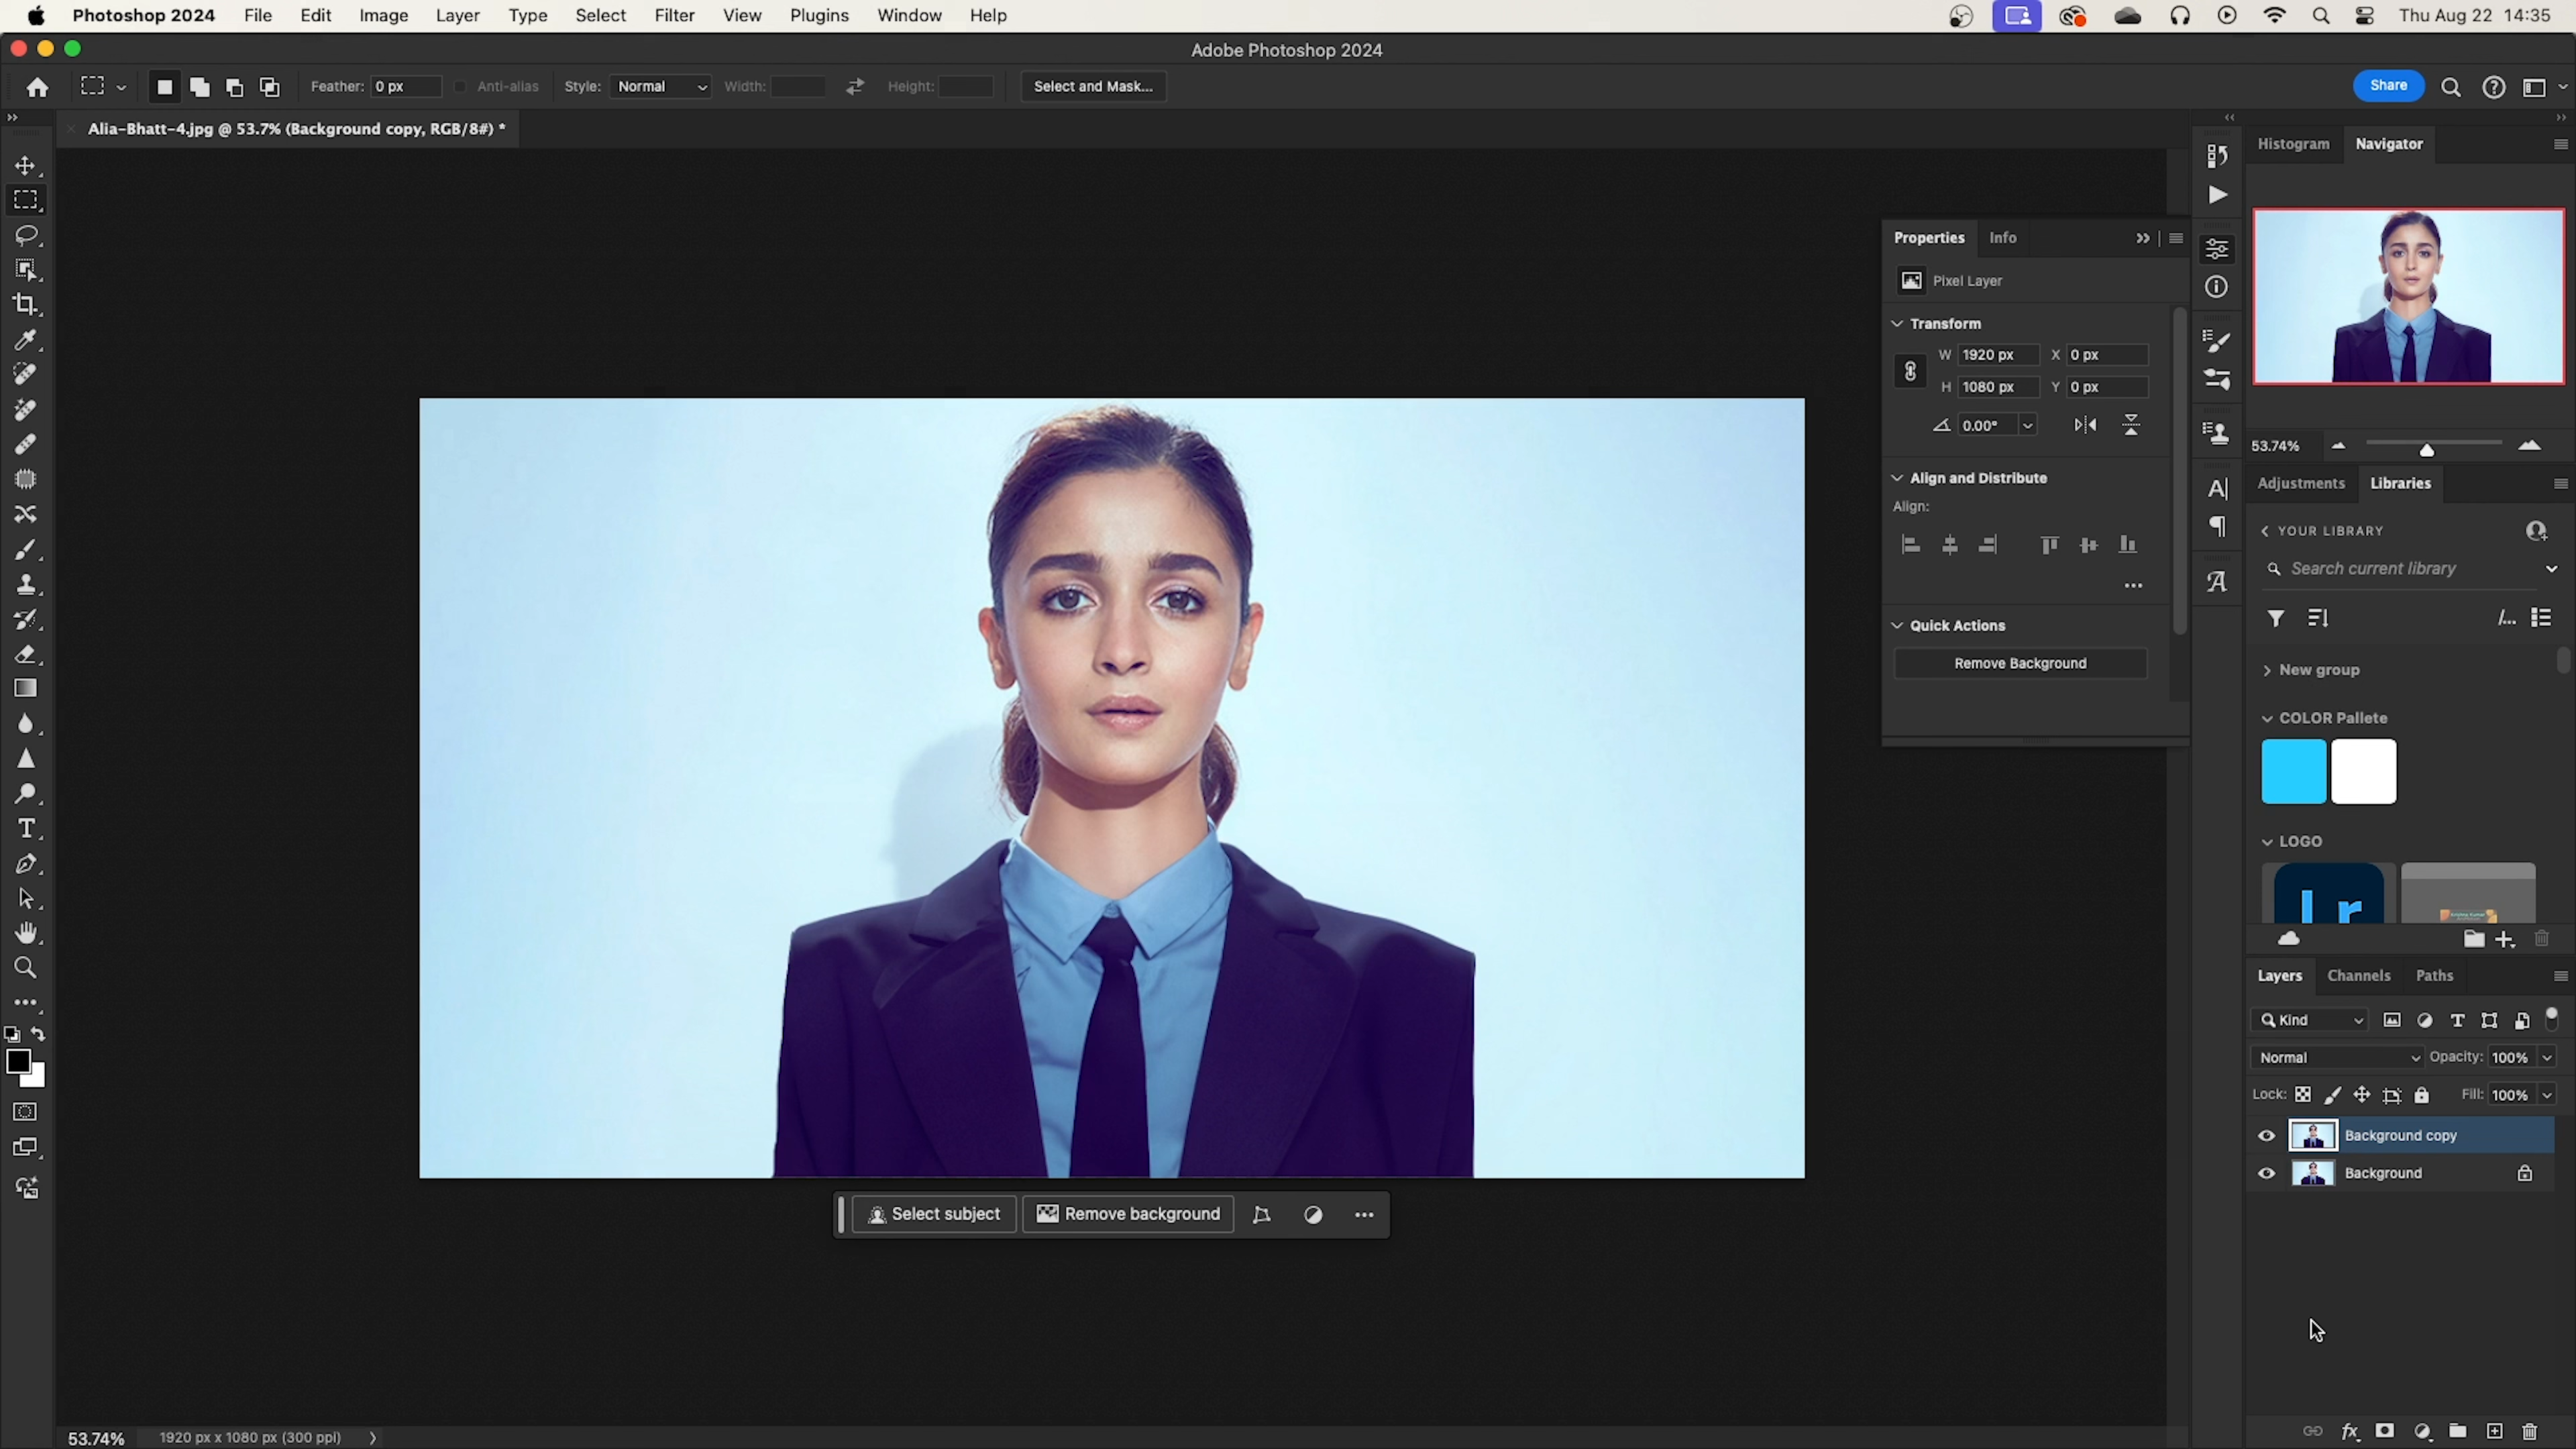 Photoshop 2024 File Edit Image Layer Type Select Filter View Plugins Window Help Thu Aug 22 14:35
Adobe Photoshop 2024
Feather: 0 px Anti-alias Style: Normal Width: Height: Select and Mask... Share
Alia-Bhatt-4.jpg @ 53.7% (Background copy, RGB/8#) *
Histogram Navigator
Properties Info
Pixel Layer
Transform
W 1920 px X 0 px
H 1080 px Y 0 px
0.00°
Align and Distribute
Align:
Quick Actions
Remove Background
53.74%
Adjustments Libraries
YOUR LIBRARY
Search current library
New group
COLOR Pallete
LOGO
Lr
Layers Channels Paths
Kind
Normal Opacity: 100%
Lock: Fill: 100%
Background copy
Background
Select subject Remove background
53.74% 1920 px x 1080 px (300 ppi)